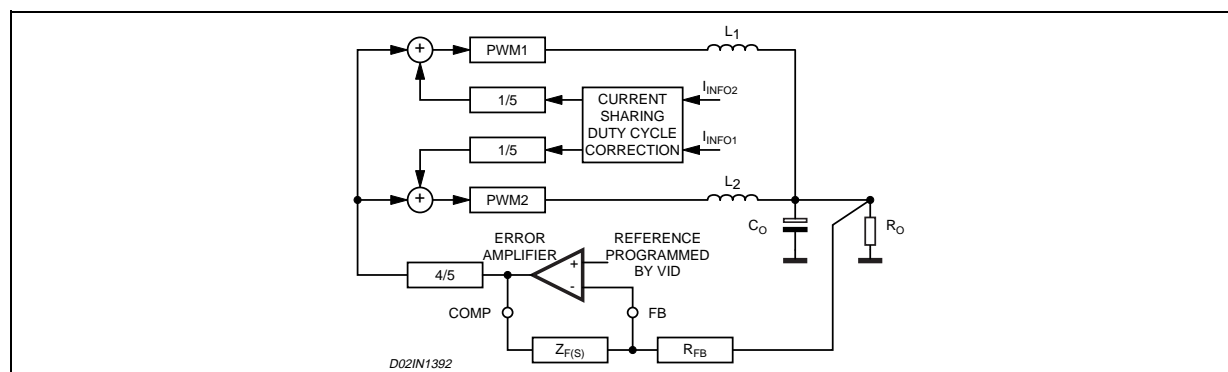 L1
PWM1
1/5
CURRENT
SHARING
DUTY CYCLE
CORRECTION
IINFO2
1/5
IINFO1
L2
PWM2
CO
RO
ERROR
AMPLIFIER
REFERENCE
PROGRAMMED
BY VID
4/5
COMP
FB
ZF(S)
RFB
D02IN1392
+
+
+
-